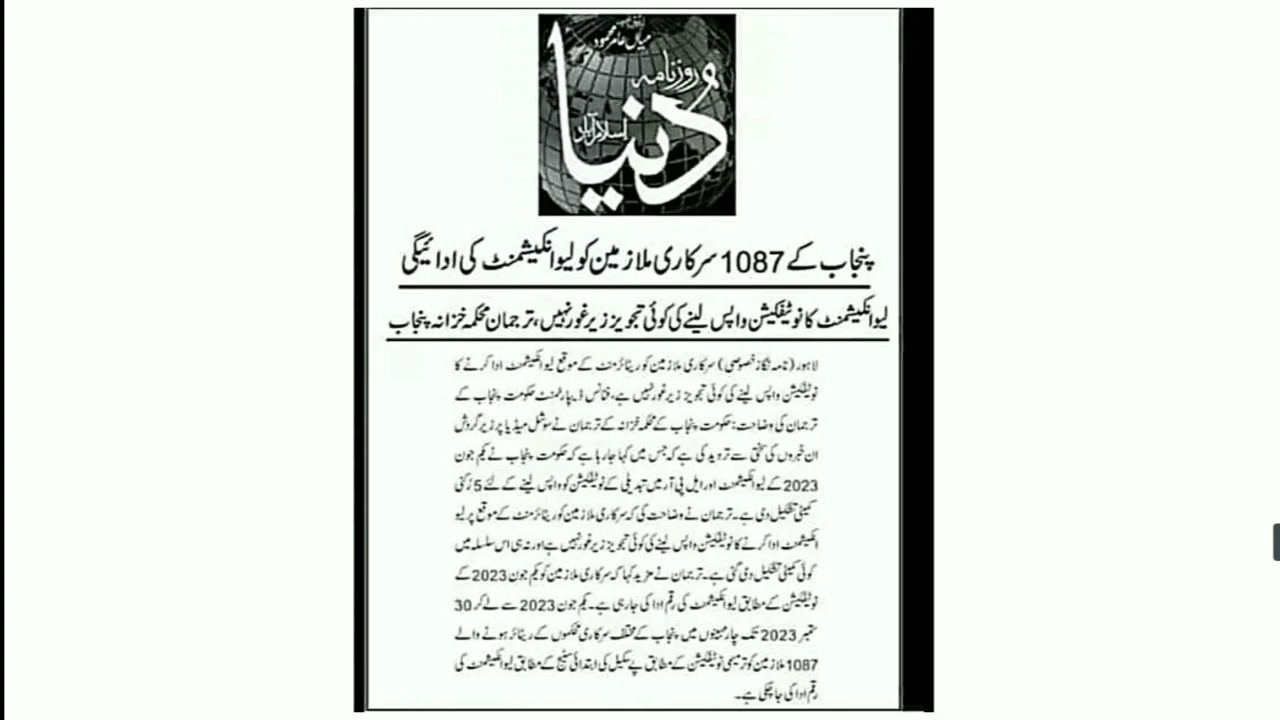 میاں عامر محمود
روزنامہ
دُنیا
اسلام آباد
پنجاب کے 1087 سرکاری ملازمین کو لیو انکیشمنٹ کی ادائیگی
لیو انکیشمنٹ کا نوٹیفکیشن واپس لینے کی کوئی تجویز زیر غور نہیں، ترجمان محکمہ خزانہ پنجاب
لاہور (نامہ نگار خصوصی) سرکاری ملازمین کو ریٹائرمنٹ کے موقع لیو انکیشمنٹ ادا کرنے کا
نوٹیفکیشن واپس لینے کی کوئی تجویز زیر غور نہیں ہے، فنانس ڈیپارٹمنٹ حکومت پنجاب کے
ترجمان کی وضاحت: حکومت پنجاب کے محکمہ خزانہ کے ترجمان نے سوشل میڈیا پر زیر گردش
ان خبروں کی سختی سے تردید کی ہے کہ جس میں کہا جا رہا ہے کہ حکومت پنجاب نے یکم جون
2023 کے لیو انکیشمنٹ اور ایل پی آر میں تبدیلی کے نوٹیفکیشن کو واپس لینے کے لئے 5 رکنی
کمیٹی تشکیل دی ہے۔ ترجمان نے وضاحت کی کہ سرکاری ملازمین کو ریٹائرمنٹ کے موقع پر لیو
انکیشمنٹ ادا کرنے کا نوٹیفکیشن واپس لینے کی کوئی تجویز زیر غور نہیں ہے اور نہ ہی اس سلسلہ میں
کوئی کمیٹی تشکیل دی گئی ہے۔ ترجمان نے مزید کہا کہ سرکاری ملازمین کو یکم جون 2023 کے
نوٹیفکیشن کے مطابق لیو انکیشمنٹ کی رقم ادا کی جا رہی ہے۔ یکم جون 2023 سے لے کر 30
ستمبر 2023 تک چار مہینوں میں پنجاب کے مختلف سرکاری محکموں کے ریٹائر ہونے والے
1087 ملازمین کو ترمیمی نوٹیفکیشن کے مطابق پے سکیل کی ابتدائی سٹیج کے مطابق لیو انکیشمنٹ کی
رقم ادا کی جا چکی ہے۔